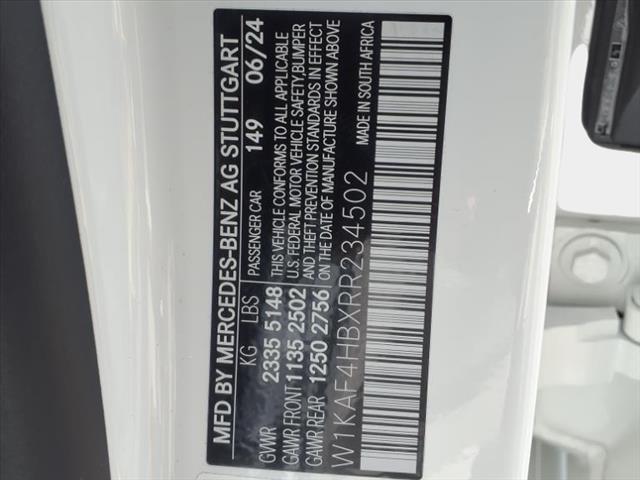 MFD BY MERCEDES-BENZ AG STUTTGART
KG LBS PASSENGER CAR 149 06/24
GVWR 2335 5148 THIS VEHICLE CONFORMS TO ALL APPLICABLE
GAWR FRONT 1135 2502 U.S. FEDERAL MOTOR VEHICLE SAFETY, BUMPER
GAWR REAR 1250 2756 AND THEFT PREVENTION STANDARDS IN EFFECT
ON THE DATE OF MANUFACTURE SHOWN ABOVE
W1KAF4HBXRR234502 MADE IN SOUTH AFRICA